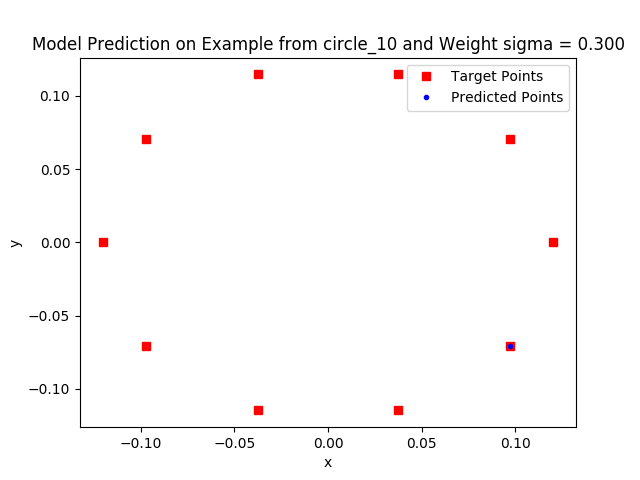 Model Prediction on Example from circle_10 and Weight sigma = 0.300
Target Points
Predicted Points
0.10
0.05
0.00
−0.05
−0.10
y
−0.10
−0.05
0.00
0.05
0.10
x